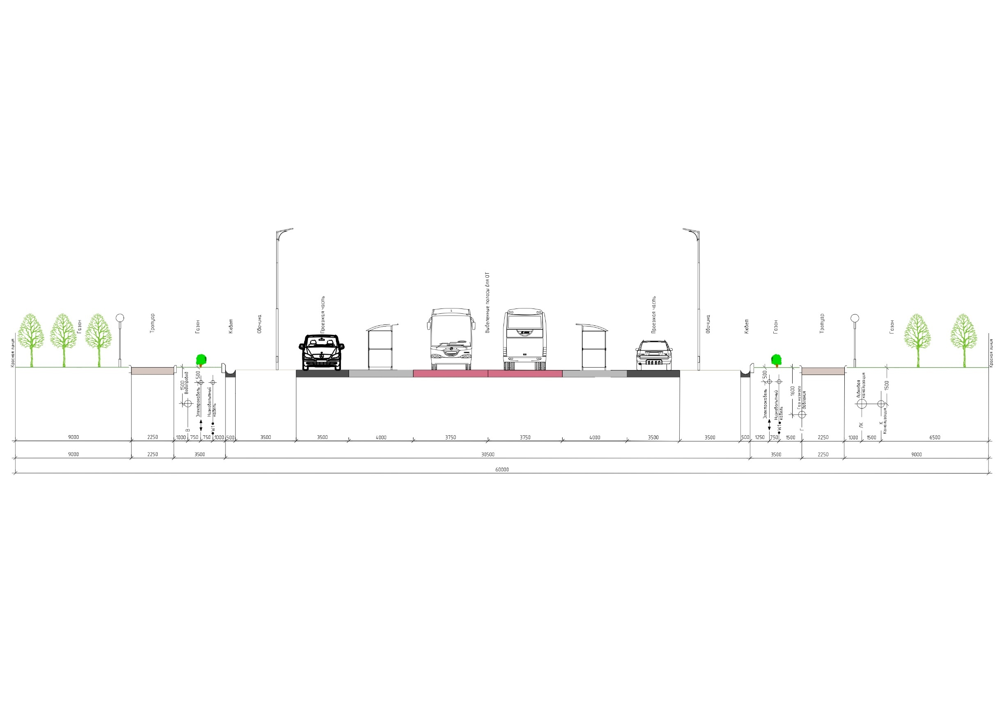 Выделенные полосы для ОТ
Проезжая часть
Проезжая часть
Красная линия
Газон
Тротуар
Газон
Кювет
Обочина
Обочина
Кювет
Газон
Тротуар
Газон
Красная линия
1500
Водопровод
500
Электрокабель
Низковольтный
кабель
В
W1
500
Электрокабель
Низковольтный
кабель
W1
1600
Газ низкого
давления
Г
Ливневая
канализация
ЛК
К
Канализация
1500
9000 2250 1000 750 750 1000 500 3500 3500 4000 3750 3750 4000 3500 3500 500 1250 750 1500 2250 1000 1500 6500
9000 2250 3500 30500 3500 2250 9000
60000